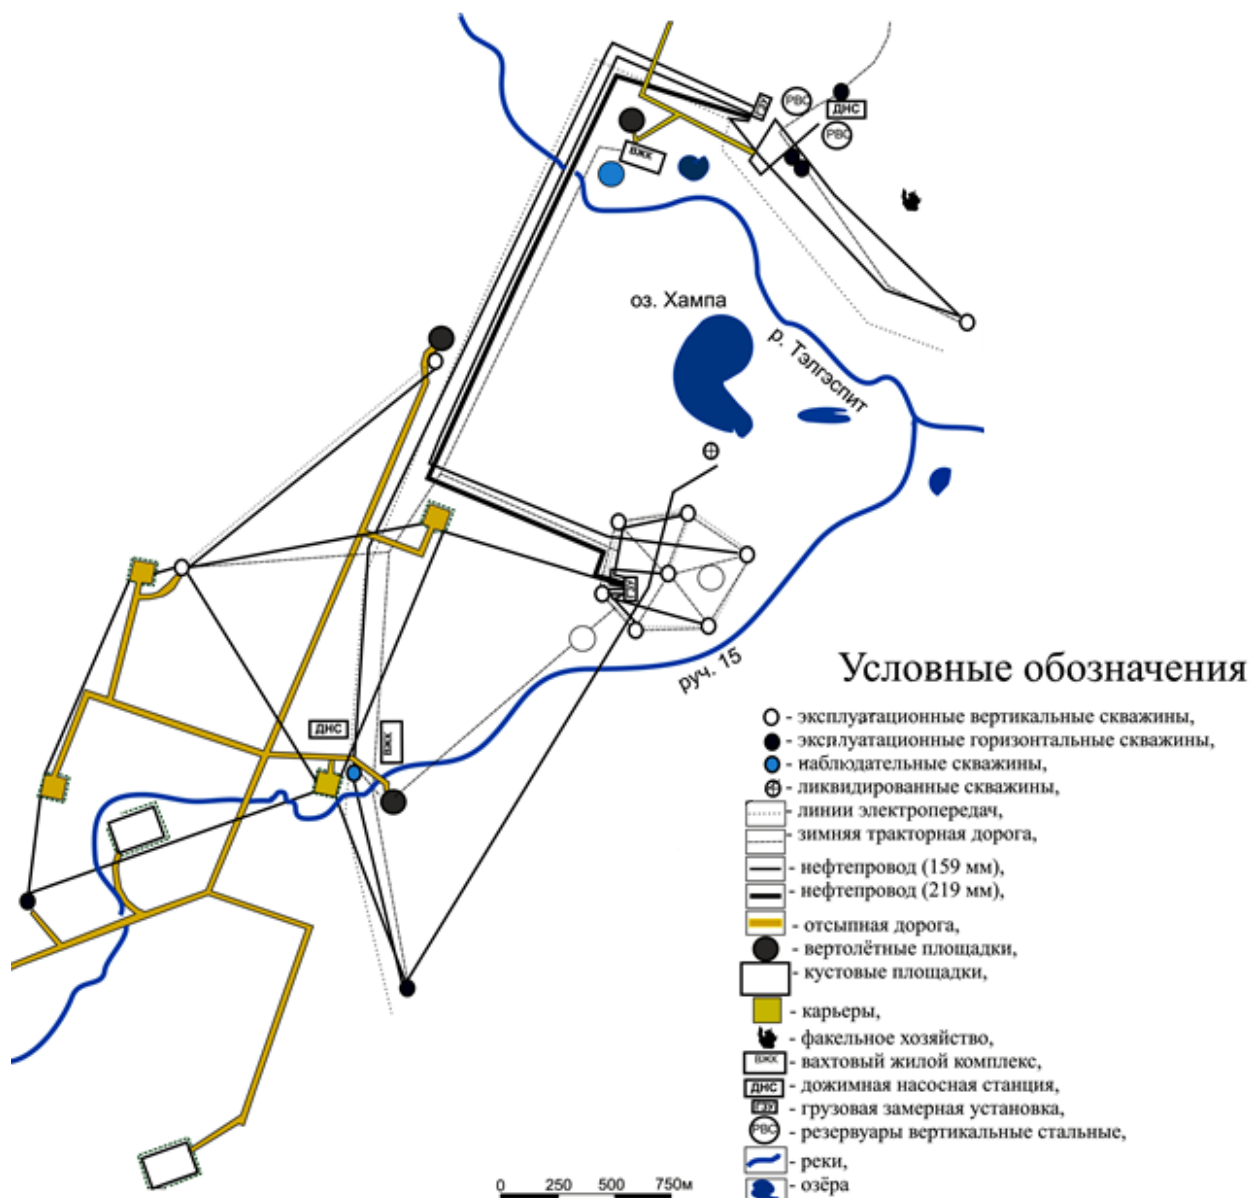 ГЗУ
РВС
ДНС
РВС
ВЖК
оз. Хампа
р. Тэлгэспит
ГЗУ
руч. 15
ДНС
ВЖК
Условные обозначения
- эксплуатационные вертикальные скважины,
- эксплуатационные горизонтальные скважины,
- наблюдательные скважины,
- ликвидированные скважины,
- линии электропередач,
- зимняя тракторная дорога,
- нефтепровод (159 мм),
- нефтепровод (219 мм),
- отсыпная дорога,
- вертолётные площадки,
- кустовые площадки,
- карьеры,
- факельное хозяйство,
ВЖК - вахтовый жилой комплекс,
ДНС - дожимная насосная станция,
ГЗУ - грузовая замерная установка,
РВС - резервуары вертикальные стальные,
- реки,
- озёра
0 250 500 750м